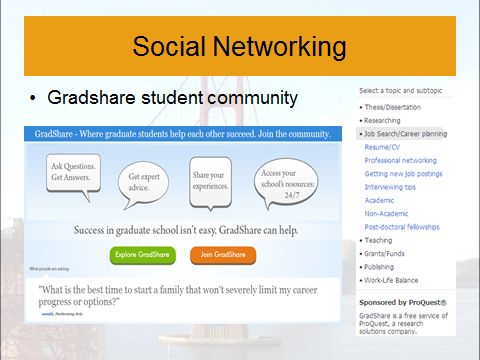 Social Networking
• Gradshare student community
GradShare - Where graduate students help each other succeed. Join the community.
Ask Questions.
Get Answers.
Get expert
advice.
Share your
experiences.
Access your
school's resources:
24/7
Success in graduate school isn't easy. GradShare can help.
Explore GradShare
Join GradShare
What people are asking:
"What is the best time to start a family that won't severely limit my career
progress or options?"
Performing Arts
Select a topic and subtopic
• Thesis/Dissertation
• Researching
• Job Search/Career planning
Resume/CV
Professional networking
Getting new job postings
Interviewing tips
Academic
Non-Academic
Post-doctoral fellowships
• Teaching
• Grants/Funds
• Publishing
• Work-Life Balance
Sponsored by ProQuest®
GradShare is a free service of
ProQuest, a research
solutions company.